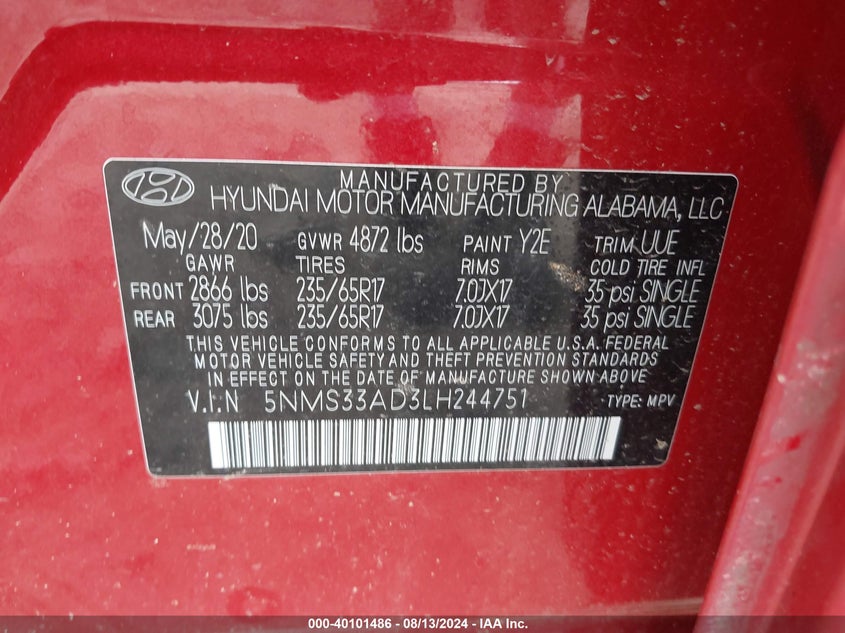 MANUFACTURED BY
HYUNDAI MOTOR MANUFACTURING ALABAMA, LLC
May/28/20 GVWR 4872 lbs PAINT Y2E TRIM UUE
GAWR TIRES RIMS COLD TIRE INFL
FRONT 2866 lbs 235/65R17 7.0JX17 35 psi SINGLE
REAR 3075 lbs 235/65R17 7.0JX17 35 psi SINGLE
THIS VEHICLE CONFORMS TO ALL APPLICABLE U.S.A. FEDERAL
MOTOR VEHICLE SAFETY AND THEFT PREVENTION STANDARDS
IN EFFECT ON THE DATE OF MANUFACTURE SHOWN ABOVE
V.I.N 5NMS33AD3LH244751 TYPE: MPV
000-40101486 - 08/13/2024 - IAA Inc.